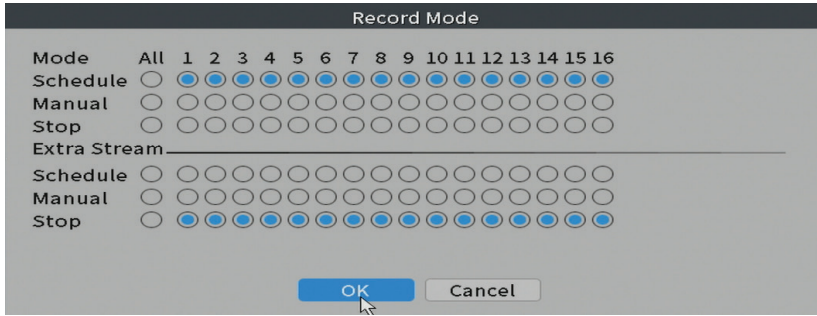 Record Mode
Mode All 1 2 3 4 5 6 7 8 9 10 11 12 13 14 15 16
Schedule
Manual
Stop
Extra Stream
Schedule
Manual
Stop
OK Cancel